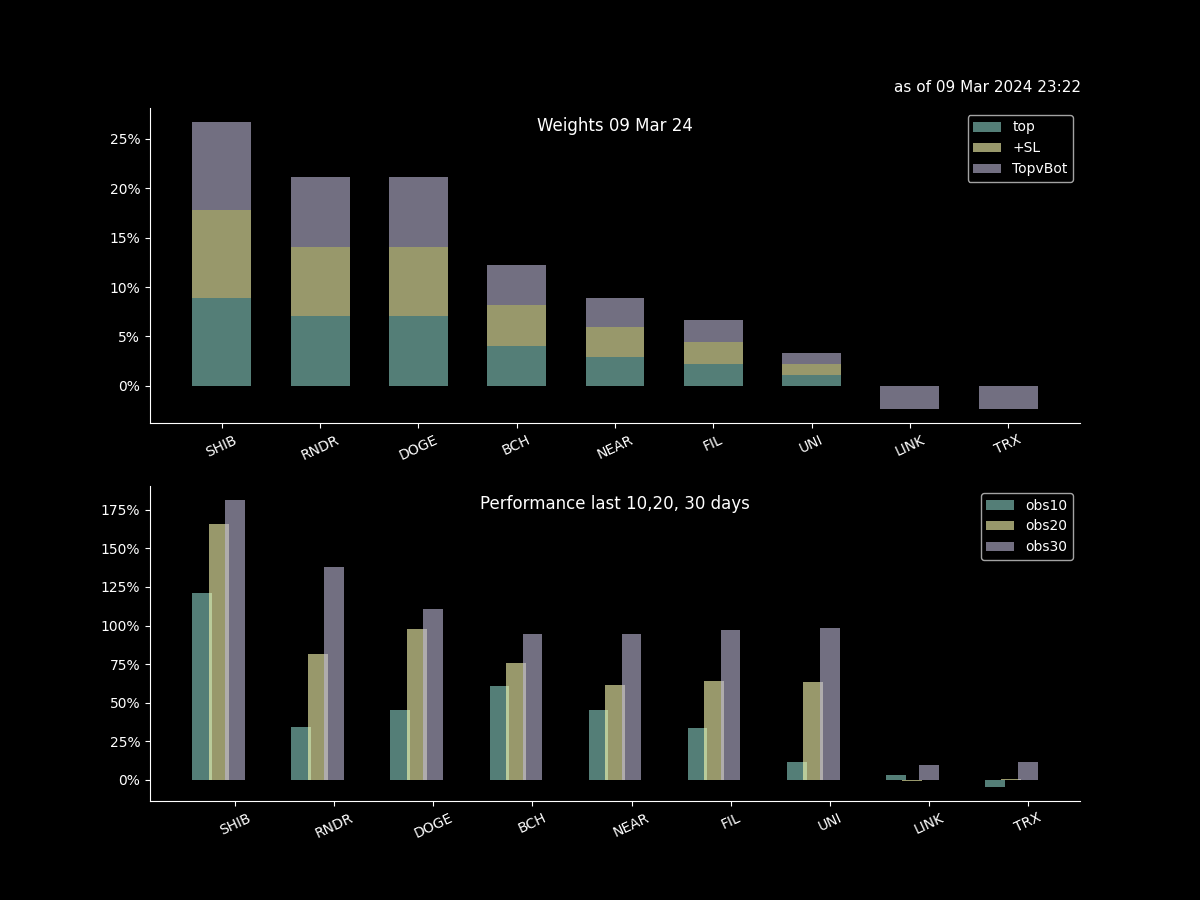 as of 09 Mar 2024 23:22
Weights 09 Mar 24
top
+SL
TopvBot
25%
20%
15%
10%
5%
0%
SHIB RNDR DOGE BCH NEAR FIL UNI LINK TRX
Performance last 10,20, 30 days
obs10
obs20
obs30
175%
150%
125%
100%
75%
50%
25%
0%
SHIB RNDR DOGE BCH NEAR FIL UNI LINK TRX